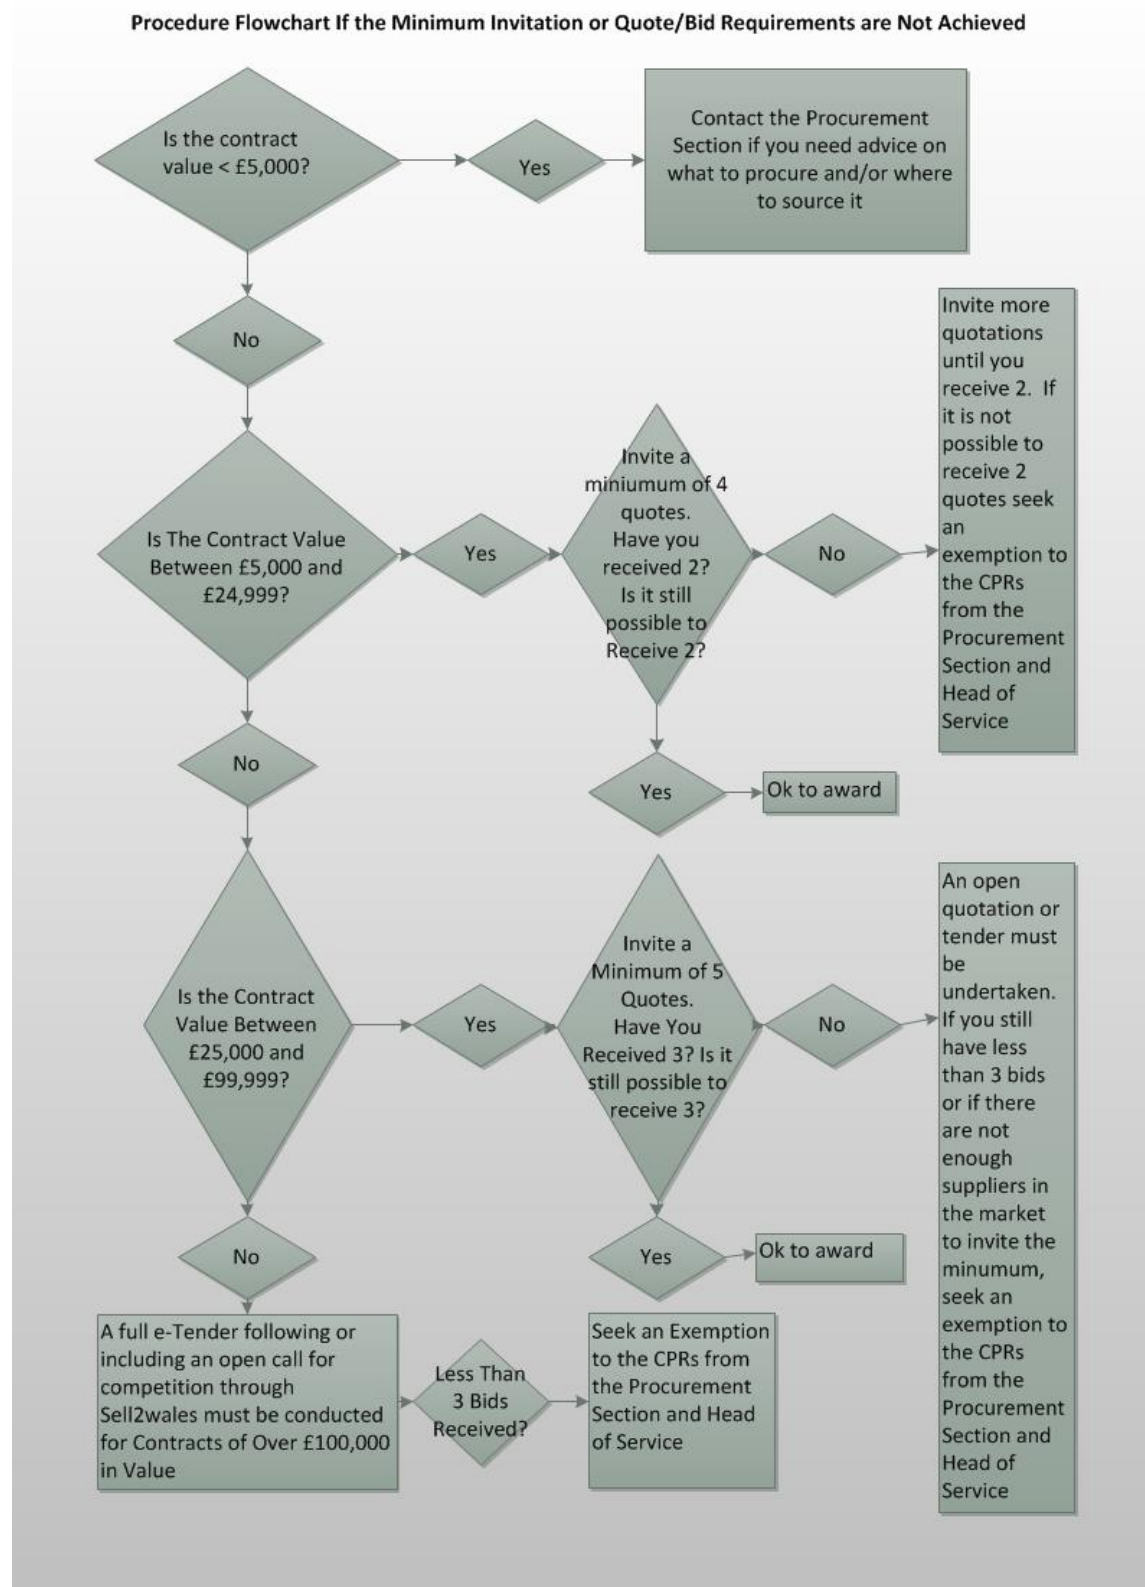 Procedure Flowchart If the Minimum Invitation or Quote/Bid Requirements are Not Achieved
Is the contract
value < £5,000?
Yes
Contact the Procurement
Section if you need advice on
what to procure and/or where
to source it
No
Is The Contract Value
Between £5,000 and
£24,999?
Yes
Invite a
miniumum of 4
quotes.
Have you
received 2?
Is it still
possible to
Receive 2?
No
Invite more
quotations
until you
receive 2. If
it is not
possible to
receive 2
quotes seek
an
exemption to
the CPRs
from the
Procurement
Section and
Head of
Service
Yes
Ok to award
No
Is the Contract
Value Between
£25,000 and
£99,999?
Yes
Invite a
Minimum of 5
Quotes.
Have You
Received 3? Is it
still possible to
receive 3?
No
An open
quotation or
tender must
be
undertaken.
If you still
have less
than 3 bids
or if there
are not
enough
suppliers in
the market
to invite the
minumum,
seek an
exemption to
the CPRs
from the
Procurement
Section and
Head of
Service
Yes
Ok to award
No
A full e-Tender following or
including an open call for
competition through
Sell2wales must be conducted
for Contracts of Over £100,000
in Value
Less Than
3 Bids
Received?
Seek an Exemption
to the CPRs from
the Procurement
Section and Head
of Service